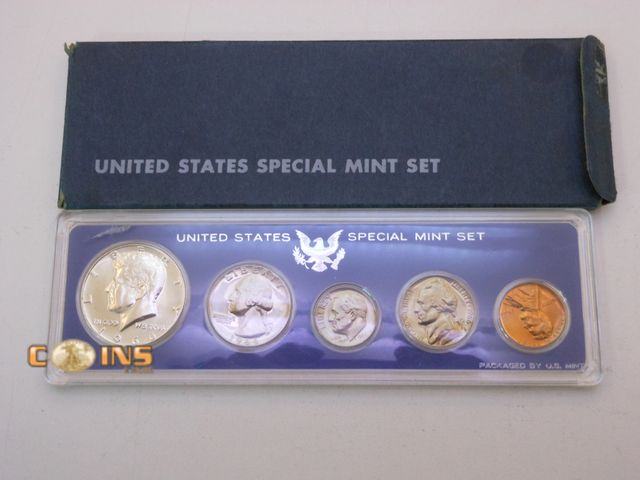 UNITED STATES SPECIAL MINT SET
UNITED STATES SPECIAL MINT SET
LIBERTY
LIBERTY
IN GOD WE TRUST
COINS
PACKAGED BY U.S. MINT